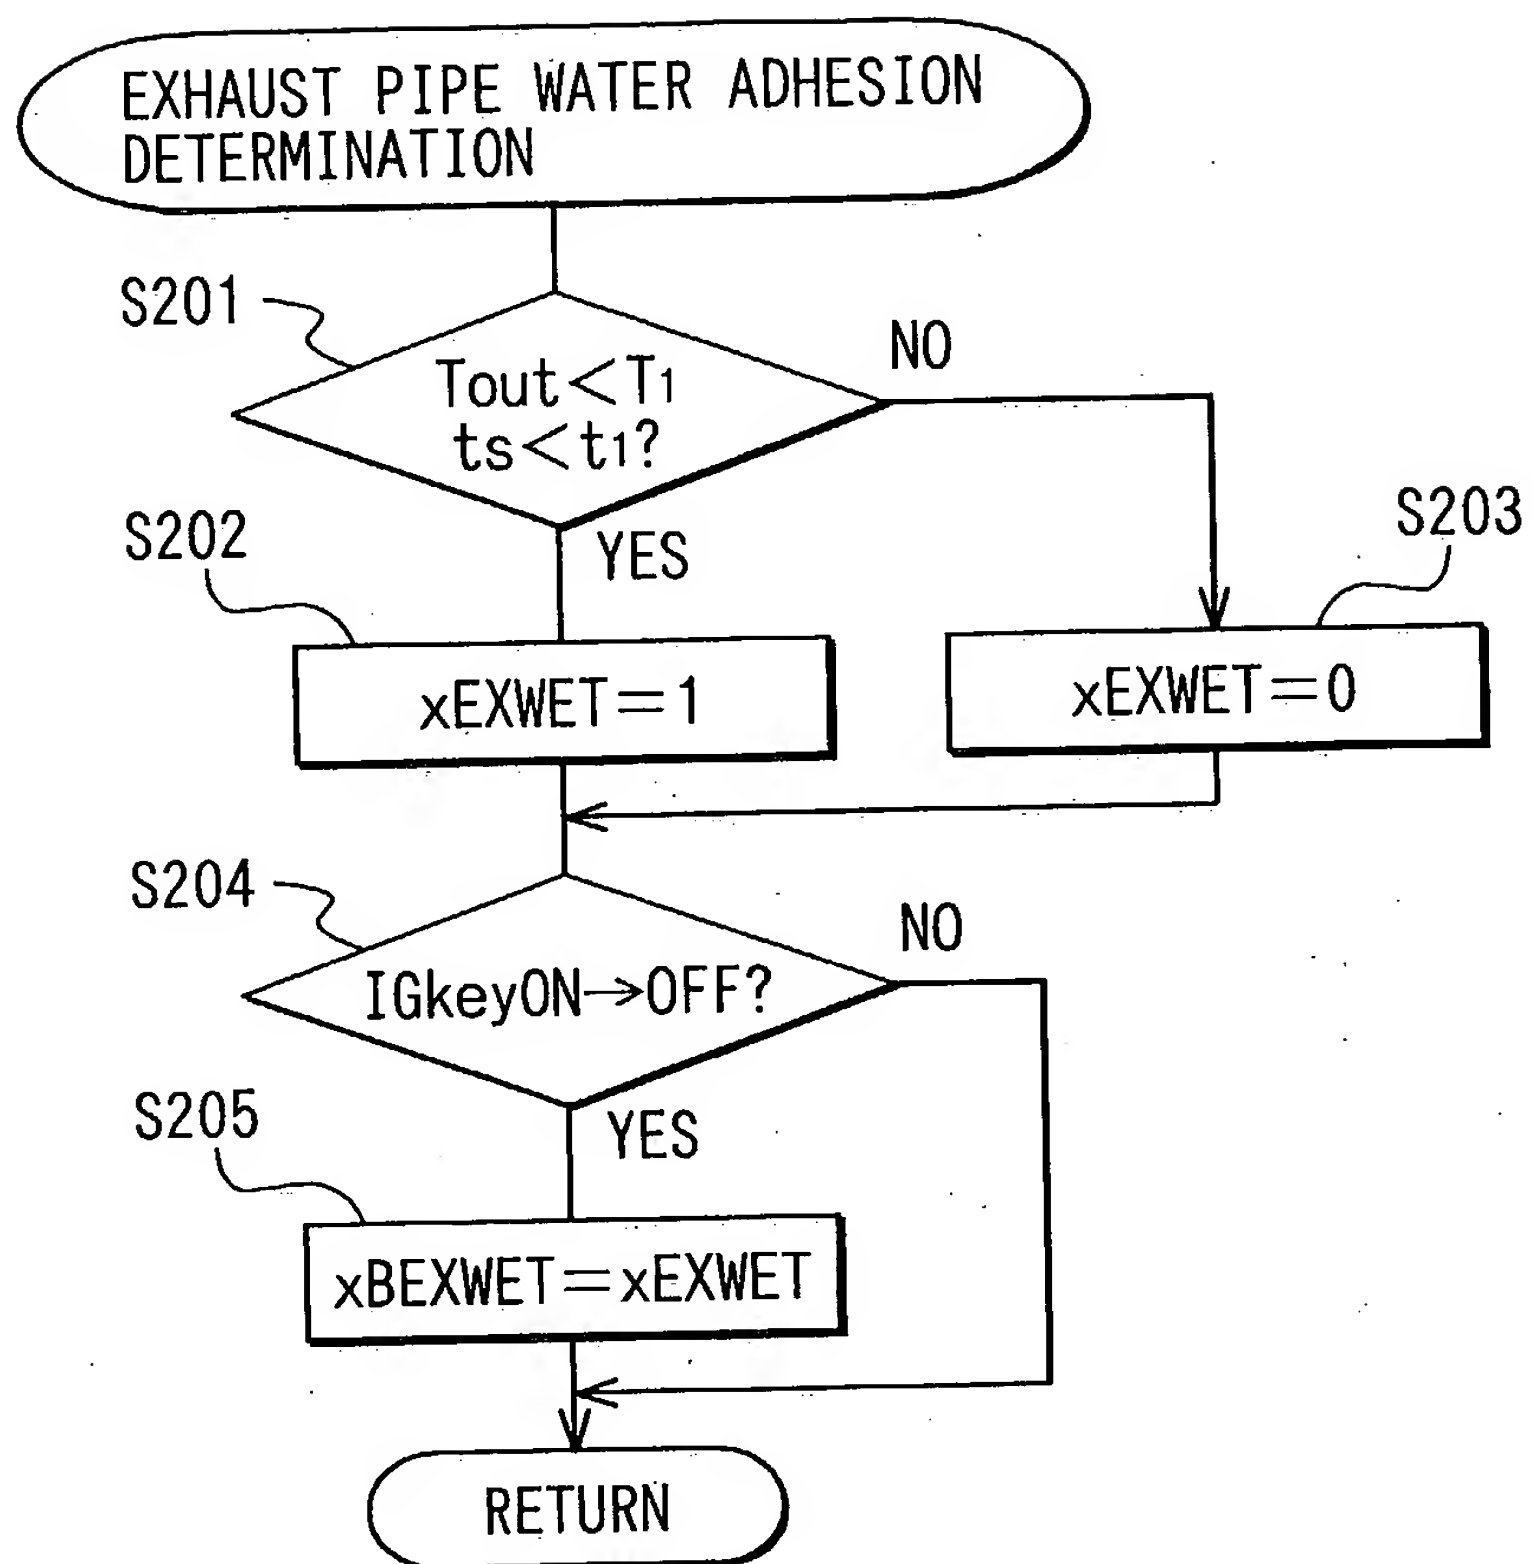 EXHAUST PIPE WATER ADHESION
DETERMINATION
S201
NO
Tout<T1
ts<t1?
S203
S202
YES
xEXWET=1
xEXWET=0
S204
NO
IGkeyON→OFF?
S205
YES
xBEXWET=xEXWET
RETURN